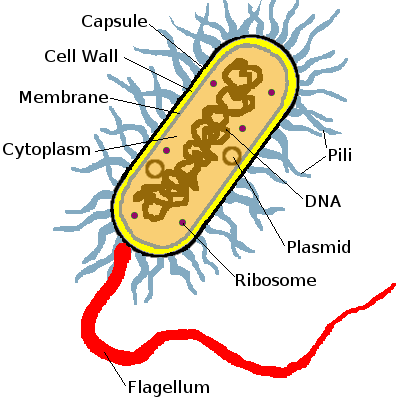 Capsule
Cell Wall
Membrane
Cytoplasm
Pili
DNA
Plasmid
Ribosome
Flagellum